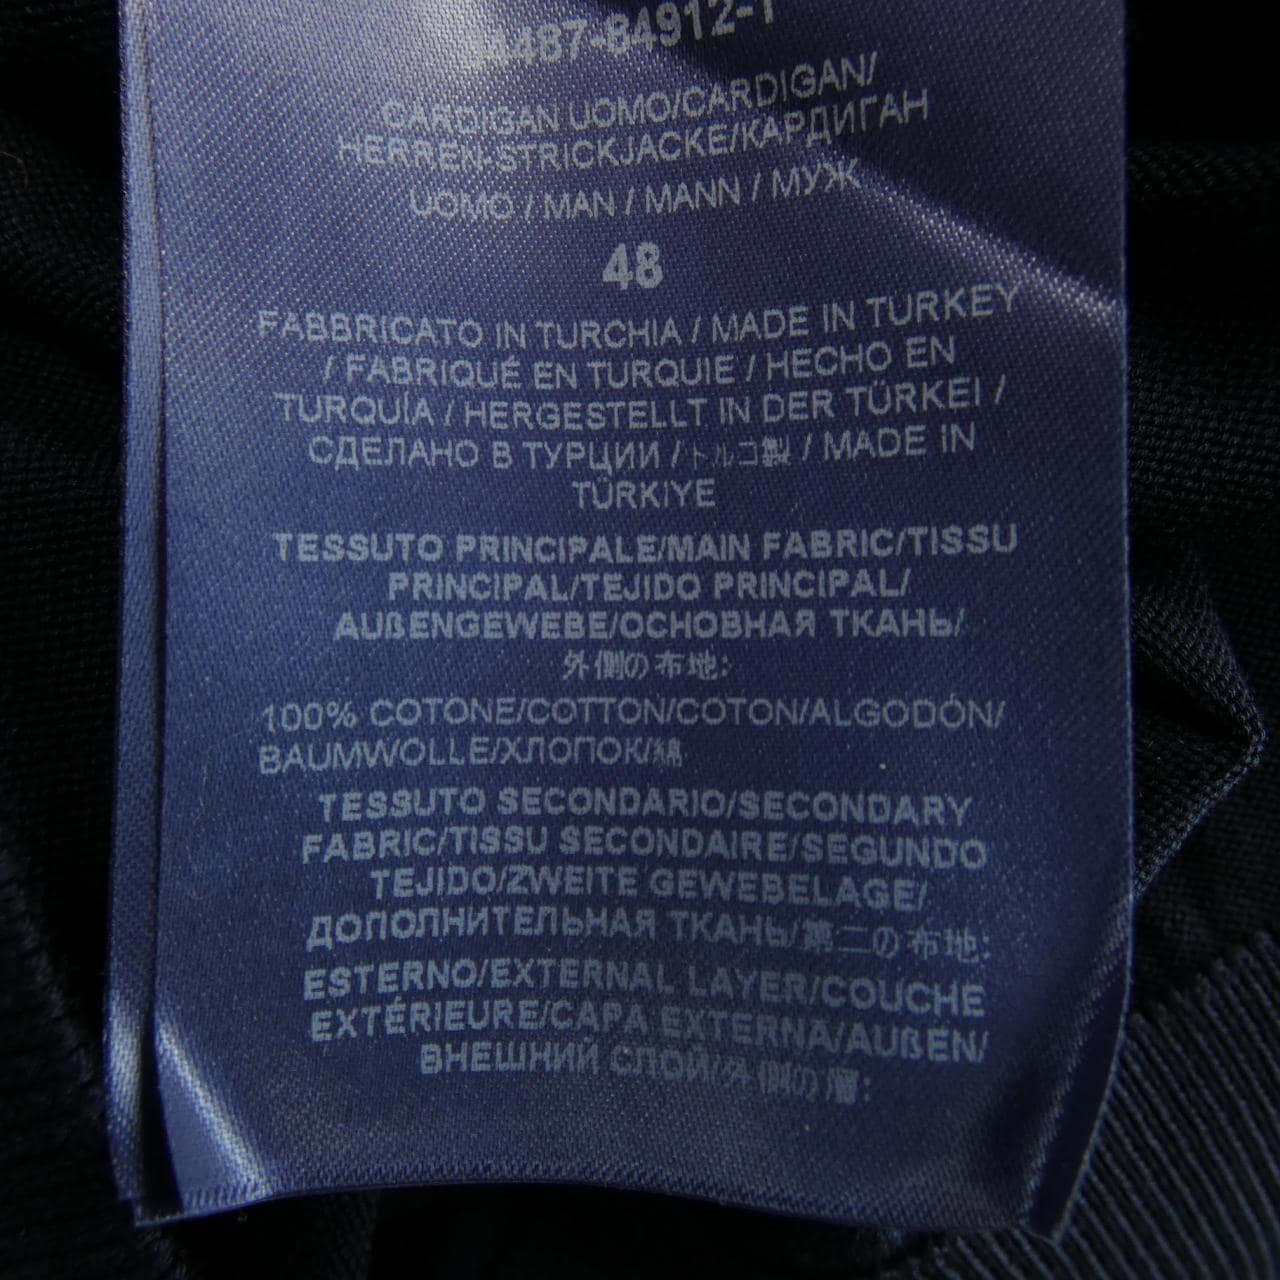 4487-84912-1
CARDIGAN UOMO/CARDIGAN/
HERREN-STRICKJACKE/КАРДИГАН
UOMO / MAN / MANN / МУЖ
48
FABBRICATO IN TURCHIA / MADE IN TURKEY
/ FABRIQUÉ EN TURQUIE / HECHO EN
TURQUÍA / HERGESTELLT IN DER TÜRKEI /
СДЕЛАНО В ТУРЦИИ / トルコ製 / MADE IN
TÜRKIYE
TESSUTO PRINCIPALE/MAIN FABRIC/TISSU
PRINCIPAL/TEJIDO PRINCIPAL/
AUßENGEWEBE/ОСНОВНАЯ ТКАНЬ/
外側の布地:
100% COTONE/COTTON/COTON/ALGODÓN/
BAUMWOLLE/ХЛОПОК/綿
TESSUTO SECONDARIO/SECONDARY
FABRIC/TISSU SECONDAIRE/SEGUNDO
TEJIDO/ZWEITE GEWEBELAGE/
ДОПОЛНИТЕЛЬНАЯ ТКАНЬ/第二の布地:
ESTERNO/EXTERNAL LAYER/COUCHE
EXTÉRIEURE/CAPA EXTERNA/AUßEN/
ВНЕШНИЙ СЛОЙ/外側の層: